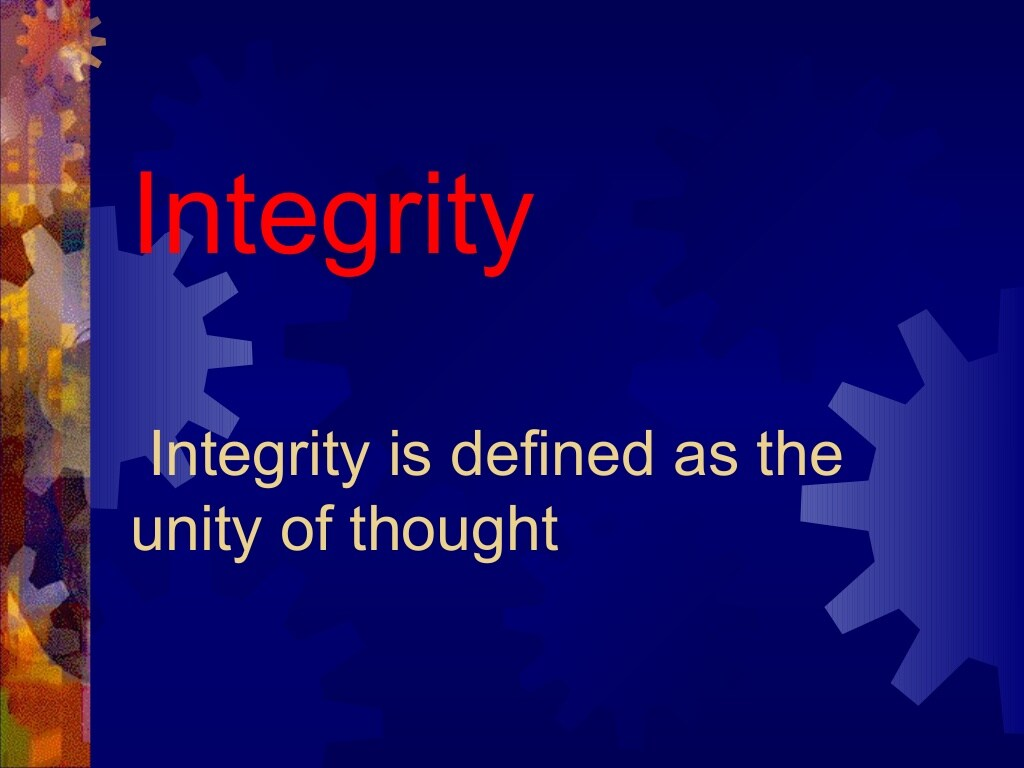 Integrity
Integrity is defined as the
unity of thought